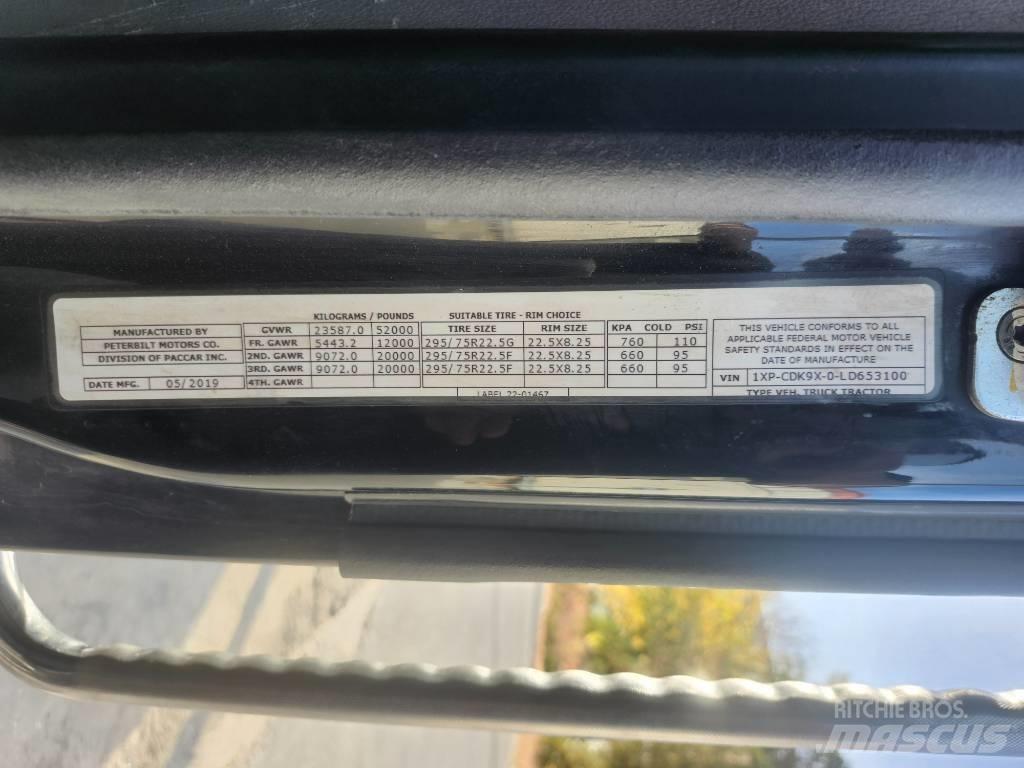 KILOGRAMS / POUNDS SUITABLE TIRE - RIM CHOICE
MANUFACTURED BY GVWR 23587.0 52000 TIRE SIZE RIM SIZE KPA COLD PSI
PETERBILT MOTORS CO. FR. GAWR 5443.2 12000 295/75R22.5G 22.5X8.25 760 110
DIVISION OF PACCAR INC. 2ND. GAWR 9072.0 20000 295/75R22.5F 22.5X8.25 660 95
3RD. GAWR 9072.0 20000 295/75R22.5F 22.5X8.25 660 95
DATE MFG. 05/2019 4TH. GAWR
LABEL 22-01467
THIS VEHICLE CONFORMS TO ALL
APPLICABLE FEDERAL MOTOR VEHICLE
SAFETY STANDARDS IN EFFECT ON THE
DATE OF MANUFACTURE
VIN 1XP-CDK9X-0-LD653100
TYPE VEH. TRUCK TRACTOR
RITCHIE BROS.
mascus